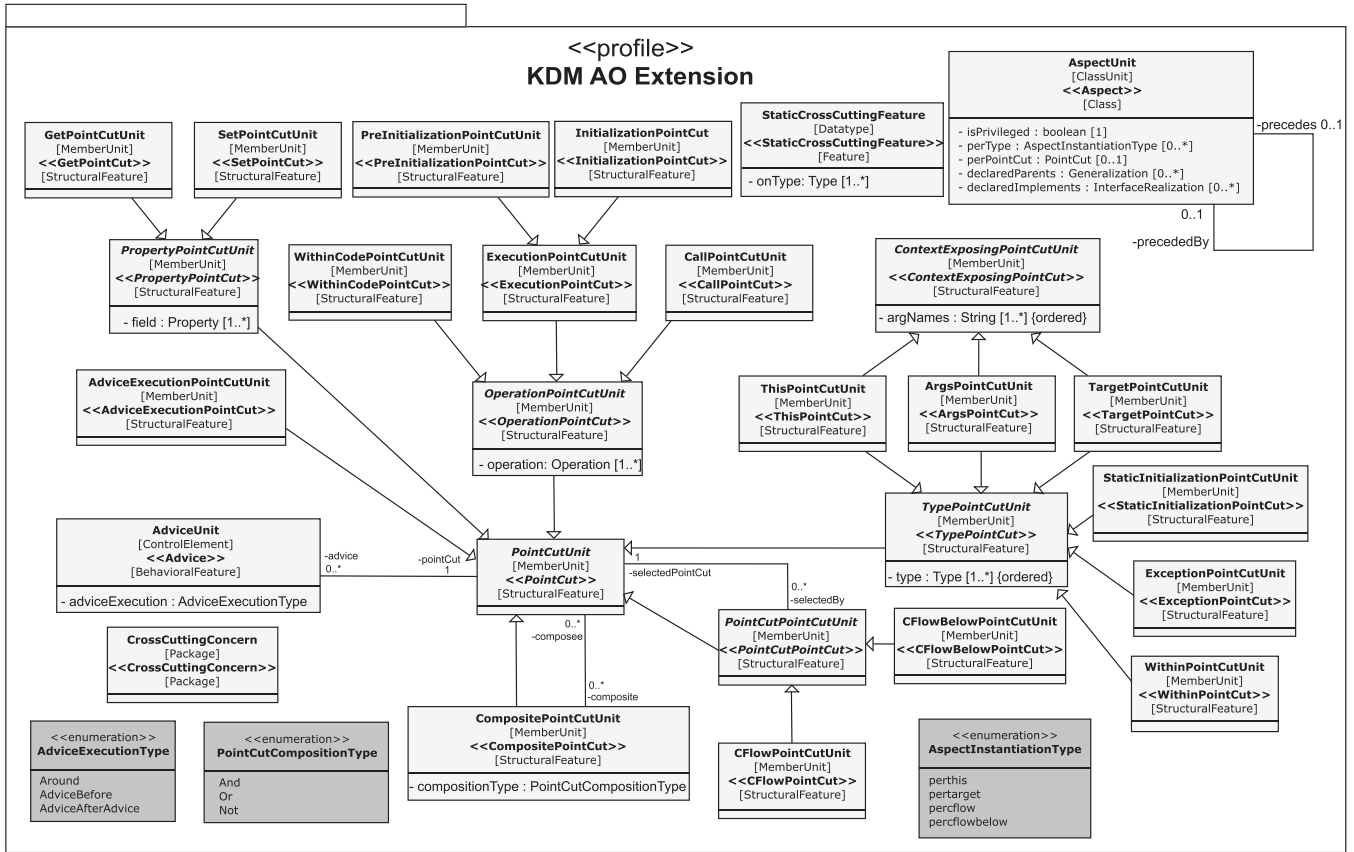 <<profile>>
KDM AO Extension
AspectUnit
[ClassUnit]
<<Aspect>>
[Class]
- isPrivileged : boolean [1]
- perType : AspectInstantiationType [0..*]
- perPointCut : PointCut [0..1]
- declaredParents : Generalization [0..*]
- declaredImplements : InterfaceRealization [0..*]
-precedes 0..1
0..1
-precededBy
GetPointCutUnit
[MemberUnit]
<<GetPointCut>>
[StructuralFeature]
SetPointCutUnit
[MemberUnit]
<<SetPointCut>>
[StructuralFeature]
PreInitializationPointCutUnit
[MemberUnit]
<<PreInitializationPointCut>>
[StructuralFeature]
InitializationPointCut
[MemberUnit]
<<InitializationPointCut>>
[StructuralFeature]
StaticCrossCuttingFeature
[Datatype]
<<StaticCrossCuttingFeature>>
[Feature]
- onType: Type [1..*]
PropertyPointCutUnit
[MemberUnit]
<<PropertyPointCut>>
[StructuralFeature]
- field : Property [1..*]
WithinCodePointCutUnit
[MemberUnit]
<<WithinCodePointCut>>
[StructuralFeature]
ExecutionPointCutUnit
[MemberUnit]
<<ExecutionPointCut>>
[StructuralFeature]
CallPointCutUnit
[MemberUnit]
<<CallPointCut>>
[StructuralFeature]
ContextExposingPointCutUnit
[MemberUnit]
<<ContextExposingPointCut>>
[StructuralFeature]
- argNames : String [1..*] {ordered}
AdviceExecutionPointCutUnit
[MemberUnit]
<<AdviceExecutionPointCut>>
[StructuralFeature]
OperationPointCutUnit
[MemberUnit]
<<OperationPointCut>>
[StructuralFeature]
- operation: Operation [1..*]
ThisPointCutUnit
[MemberUnit]
<<ThisPointCut>>
[StructuralFeature]
ArgsPointCutUnit
[MemberUnit]
<<ArgsPointCut>>
[StructuralFeature]
TargetPointCutUnit
[MemberUnit]
<<TargetPointCut>>
[StructuralFeature]
StaticInitializationPointCutUnit
[MemberUnit]
<<StaticInitializationPointCut>>
[StructuralFeature]
TypePointCutUnit
[MemberUnit]
<<TypePointCut>>
[StructuralFeature]
- type : Type [1..*] {ordered}
AdviceUnit
[ControlElement]
<<Advice>>
[BehavioralFeature]
- adviceExecution : AdviceExecutionType
-advice
0..*
-pointCut
1
PointCutUnit
[MemberUnit]
<<PointCut>>
[StructuralFeature]
1
-selectedPointCut
0..*
-selectedBy
0..*
-composee
0..*
-composite
ExceptionPointCutUnit
[MemberUnit]
<<ExceptionPointCut>>
[StructuralFeature]
PointCutPointCutUnit
[MemberUnit]
<<PointCutPointCut>>
[StructuralFeature]
CFlowBelowPointCutUnit
[MemberUnit]
<<CFlowBelowPointCut>>
[StructuralFeature]
CrossCuttingConcern
[Package]
<<CrossCuttingConcern>>
[Package]
WithinPointCutUnit
[MemberUnit]
<<WithinPointCut>>
[StructuralFeature]
CompositePointCutUnit
[MemberUnit]
<<CompositePointCut>>
[StructuralFeature]
- compositionType : PointCutCompositionType
CFlowPointCutUnit
[MemberUnit]
<<CFlowPointCut>>
[StructuralFeature]
<<enumeration>>
AdviceExecutionType
Around
AdviceBefore
AdviceAfterAdvice
<<enumeration>>
PointCutCompositionType
And
Or
Not
<<enumeration>>
AspectInstantiationType
perthis
pertarget
percflow
percflowbelow